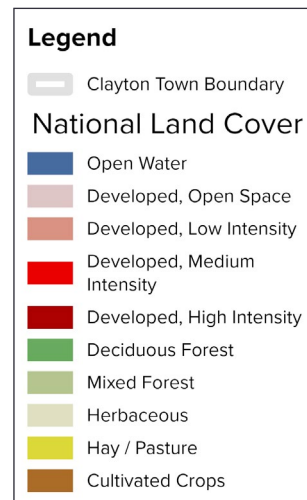 Legend
Clayton Town Boundary
National Land Cover
Open Water
Developed, Open Space
Developed, Low Intensity
Developed, Medium
Intensity
Developed, High Intensity
Deciduous Forest
Mixed Forest
Herbaceous
Hay / Pasture
Cultivated Crops